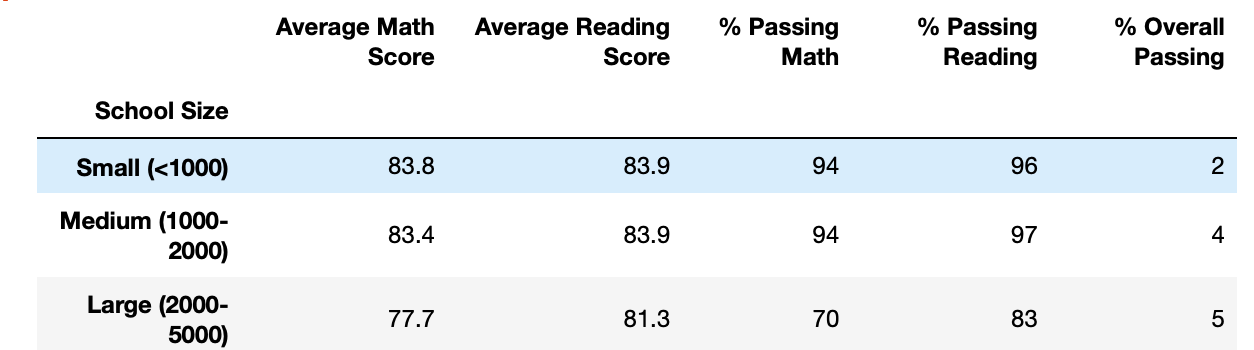 Average Math Score Average Reading Score % Passing Math % Passing Reading % Overall Passing
School Size
Small (<1000) 83.8 83.9 94 96 2
Medium (1000-2000) 83.4 83.9 94 97 4
Large (2000-5000) 77.7 81.3 70 83 5